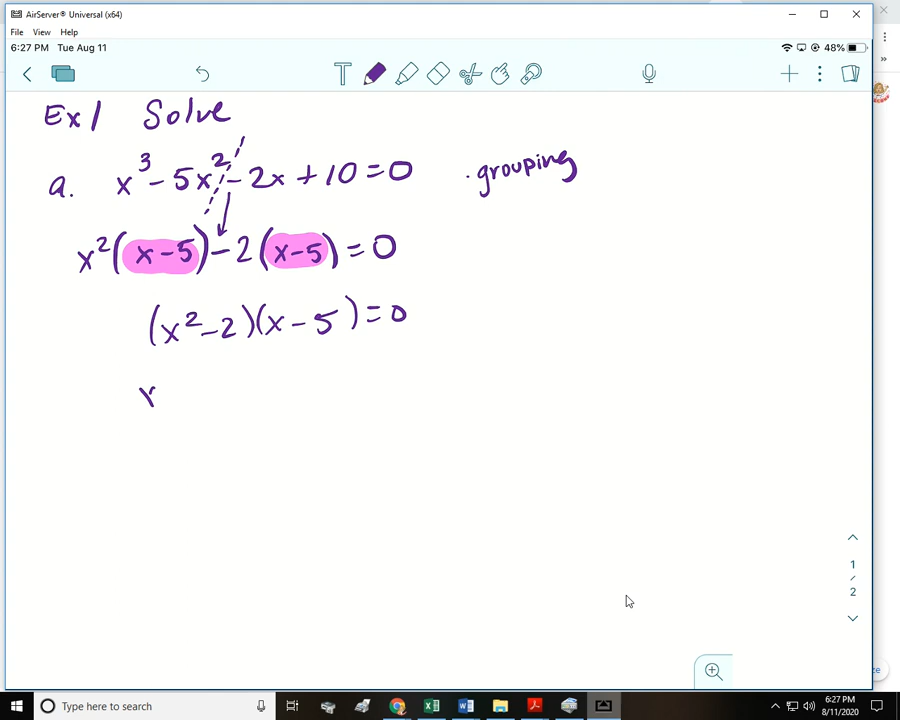 AirServer® Universal (x64)
File View Help
6:27 PM Tue Aug 11 48%
T
Ex1 Solve
a. x³ - 5x² - 2x + 10 = 0 · grouping
x²(x-5) - 2(x-5) = 0
(x²-2)(x-5) = 0
x
1
/
2
Type here to search
6:27 PM
8/11/2020